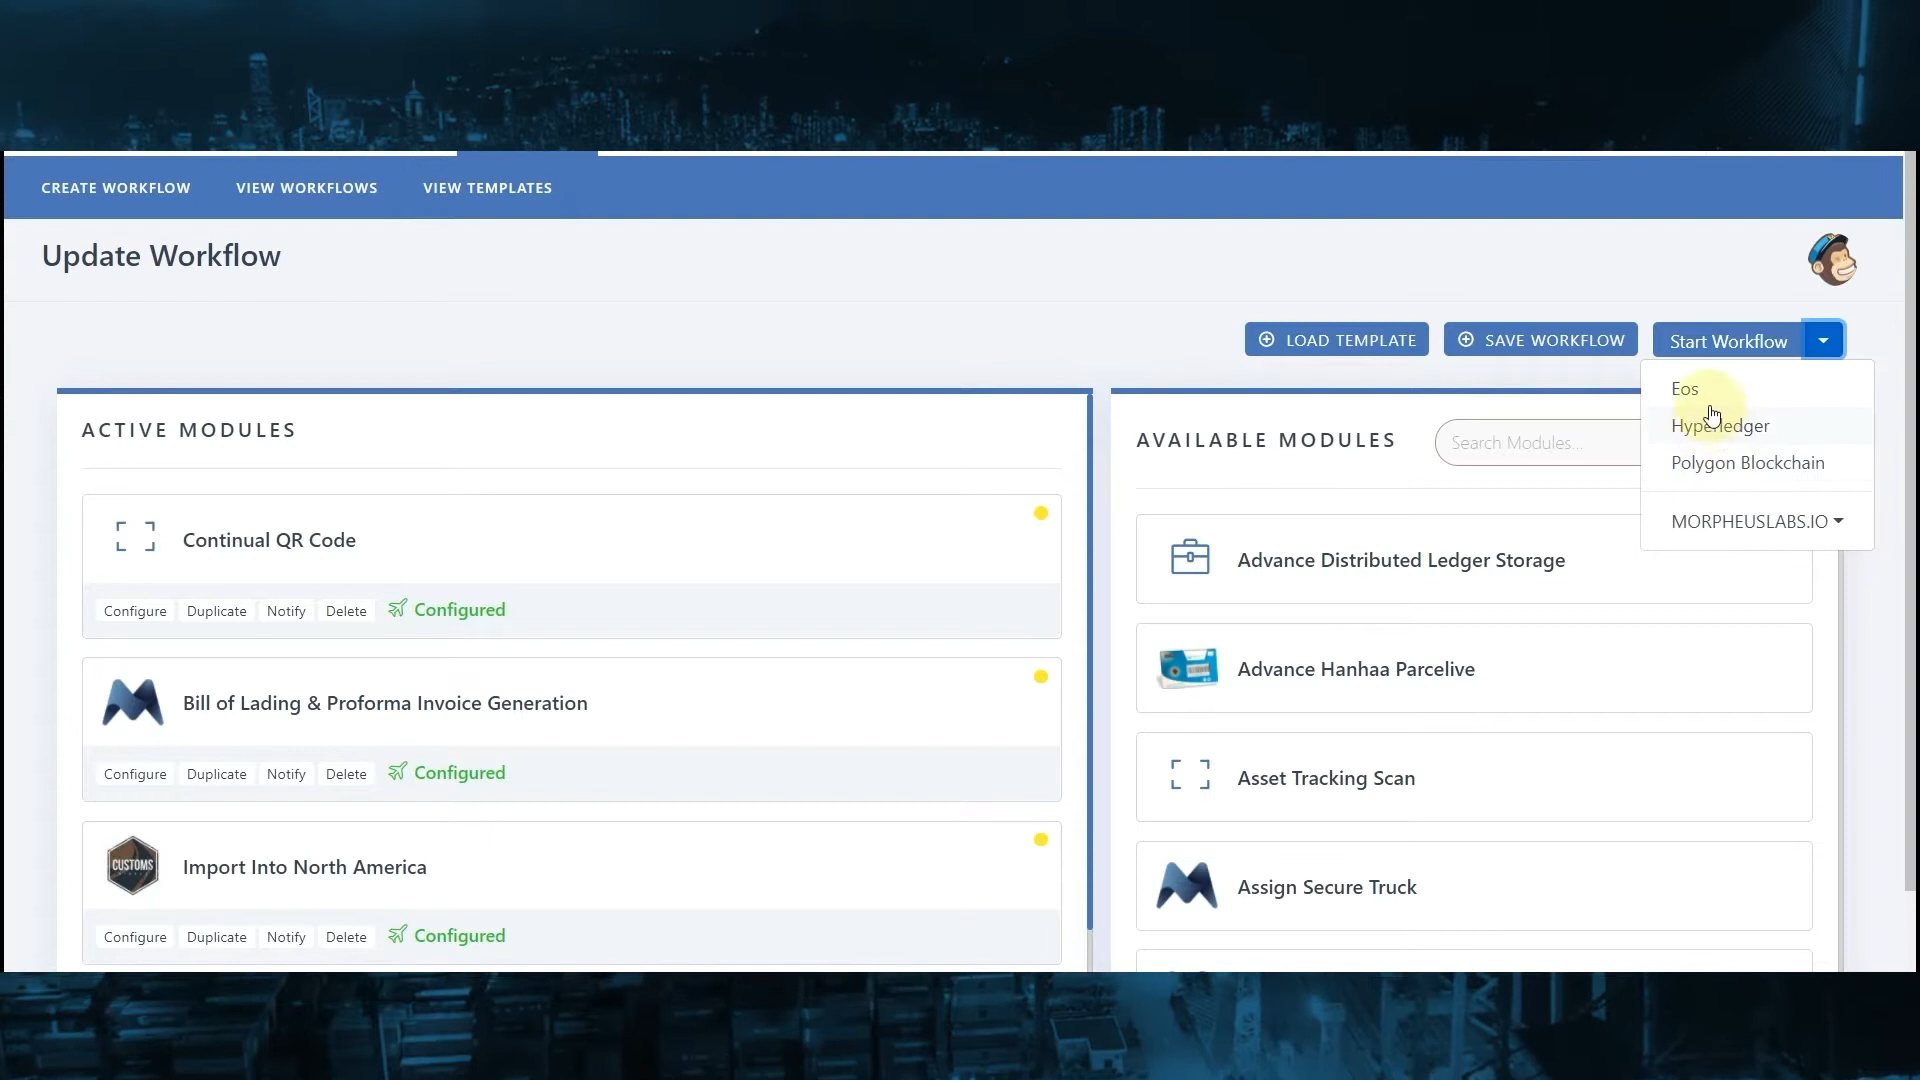 CREATE WORKFLOW
VIEW WORKFLOWS
VIEW TEMPLATES
Update Workflow
LOAD TEMPLATE
SAVE WORKFLOW
Start Workflow
Eos
Hyperledger
Polygon Blockchain
MORPHEUSLABS.IO
ACTIVE MODULES
Continual QR Code
Configure Duplicate Notify Delete Configured
Bill of Lading & Proforma Invoice Generation
Configure Duplicate Notify Delete Configured
CUSTOMS
Import Into North America
Configure Duplicate Notify Delete Configured
AVAILABLE MODULES
Search Modules...
Advance Distributed Ledger Storage
Advance Hanhaa Parcelive
Asset Tracking Scan
Assign Secure Truck